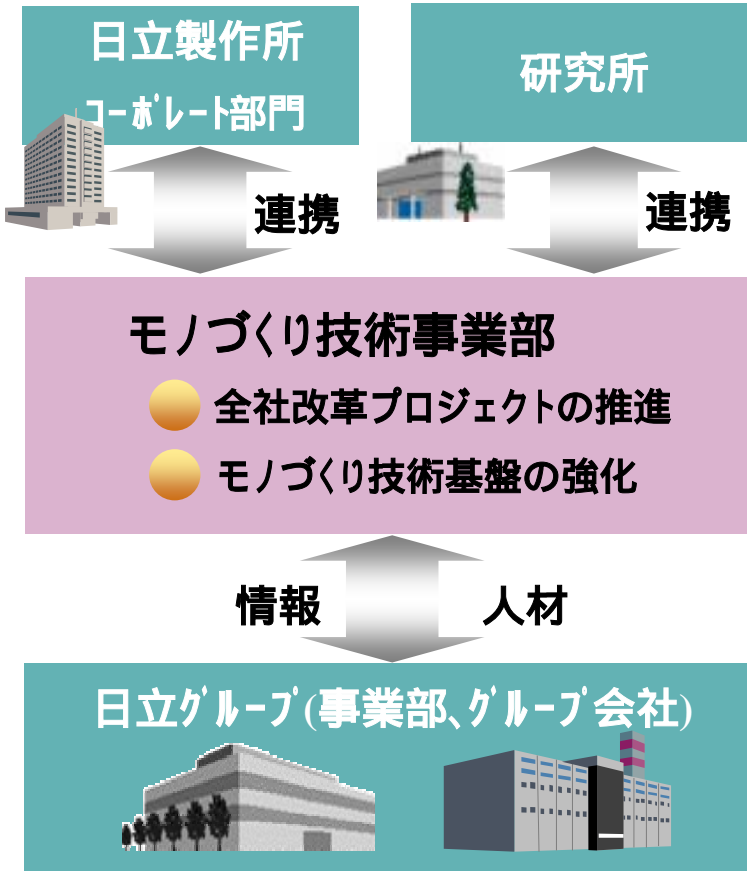 日立製作所
ｺｰﾎﾟﾚｰﾄ部門
研究所
連携
連携
モノづくり技術事業部
全社改革プロジェクトの推進
モノづくり技術基盤の強化
情報
人材
日立ｸﾞﾙｰﾌﾟ(事業部､ｸﾞﾙｰﾌﾟ会社)